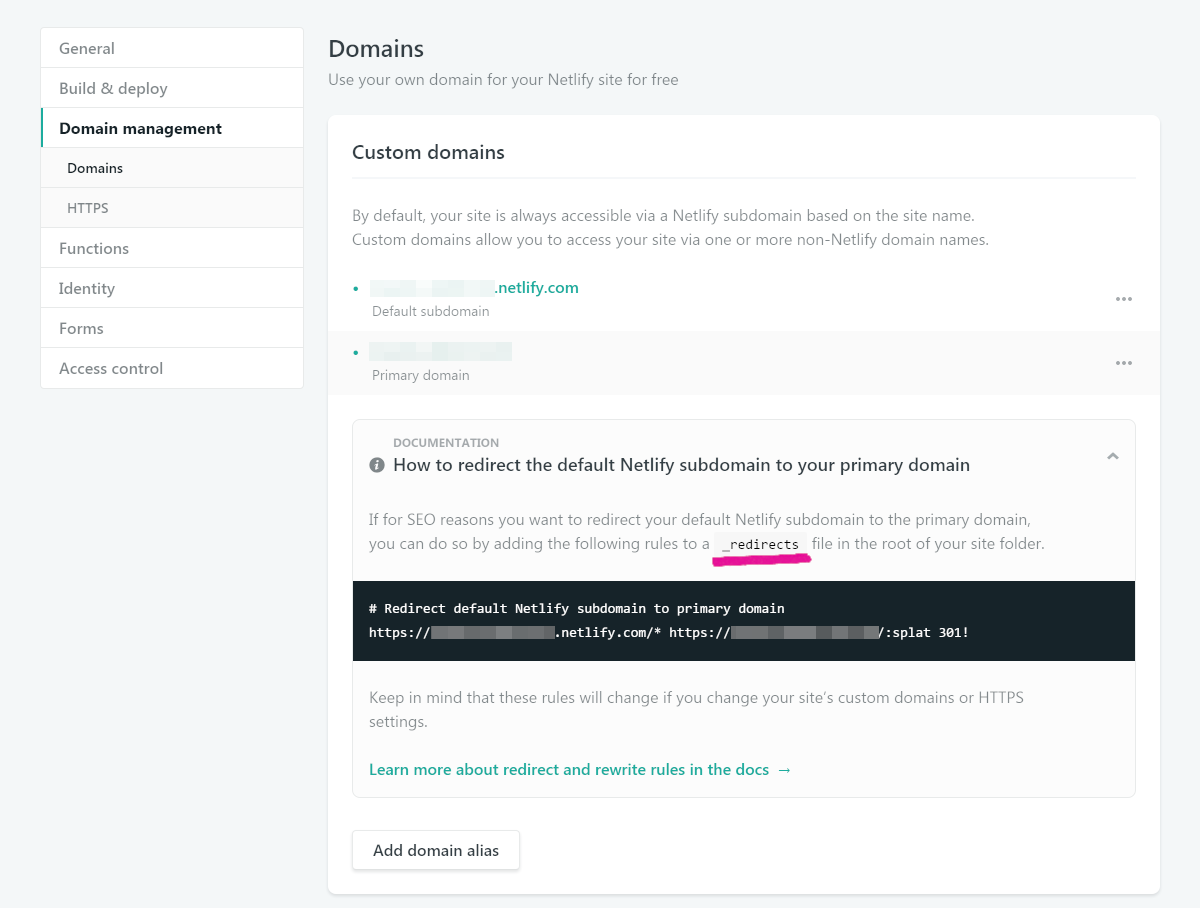 General
Build & deploy
Domain management
Domains
HTTPS
Functions
Identity
Forms
Access control
Domains
Use your own domain for your Netlify site for free
Custom domains
By default, your site is always accessible via a Netlify subdomain based on the site name.
Custom domains allow you to access your site via one or more non-Netlify domain names.
• .netlify.com
Default subdomain
•
Primary domain
DOCUMENTATION
How to redirect the default Netlify subdomain to your primary domain
If for SEO reasons you want to redirect your default Netlify subdomain to the primary domain,
you can do so by adding the following rules to a _redirects file in the root of your site folder.
# Redirect default Netlify subdomain to primary domain
https:// .netlify.com/* https:// /:splat 301!
Keep in mind that these rules will change if you change your site's custom domains or HTTPS
settings.
Learn more about redirect and rewrite rules in the docs →
Add domain alias